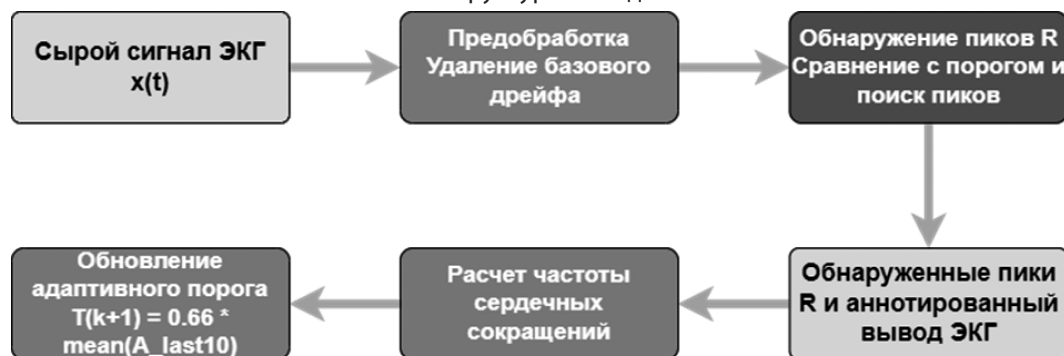 Сырой сигнал ЭКГ
x(t)
Предобработка
Удаление базового
дрейфа
Обнаружение пиков R
Сравнение с порогом и
поиск пиков
Обнаруженные пики
R и аннотированный
вывод ЭКГ
Расчет частоты
сердечных
сокращений
Обновление
адаптивного порога
T(k+1) = 0.66 *
mean(A_last10)